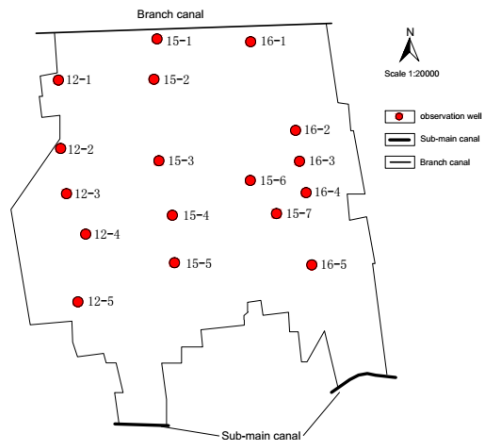 Branch canal
15-1
16-1
N
Scale 1:20000
12-1
15-2
observation well
16-2
Sub-main canal
12-2
15-3
16-3
Branch canal
15-6
12-3
16-4
15-4
15-7
12-4
15-5
16-5
12-5
Sub-main canal